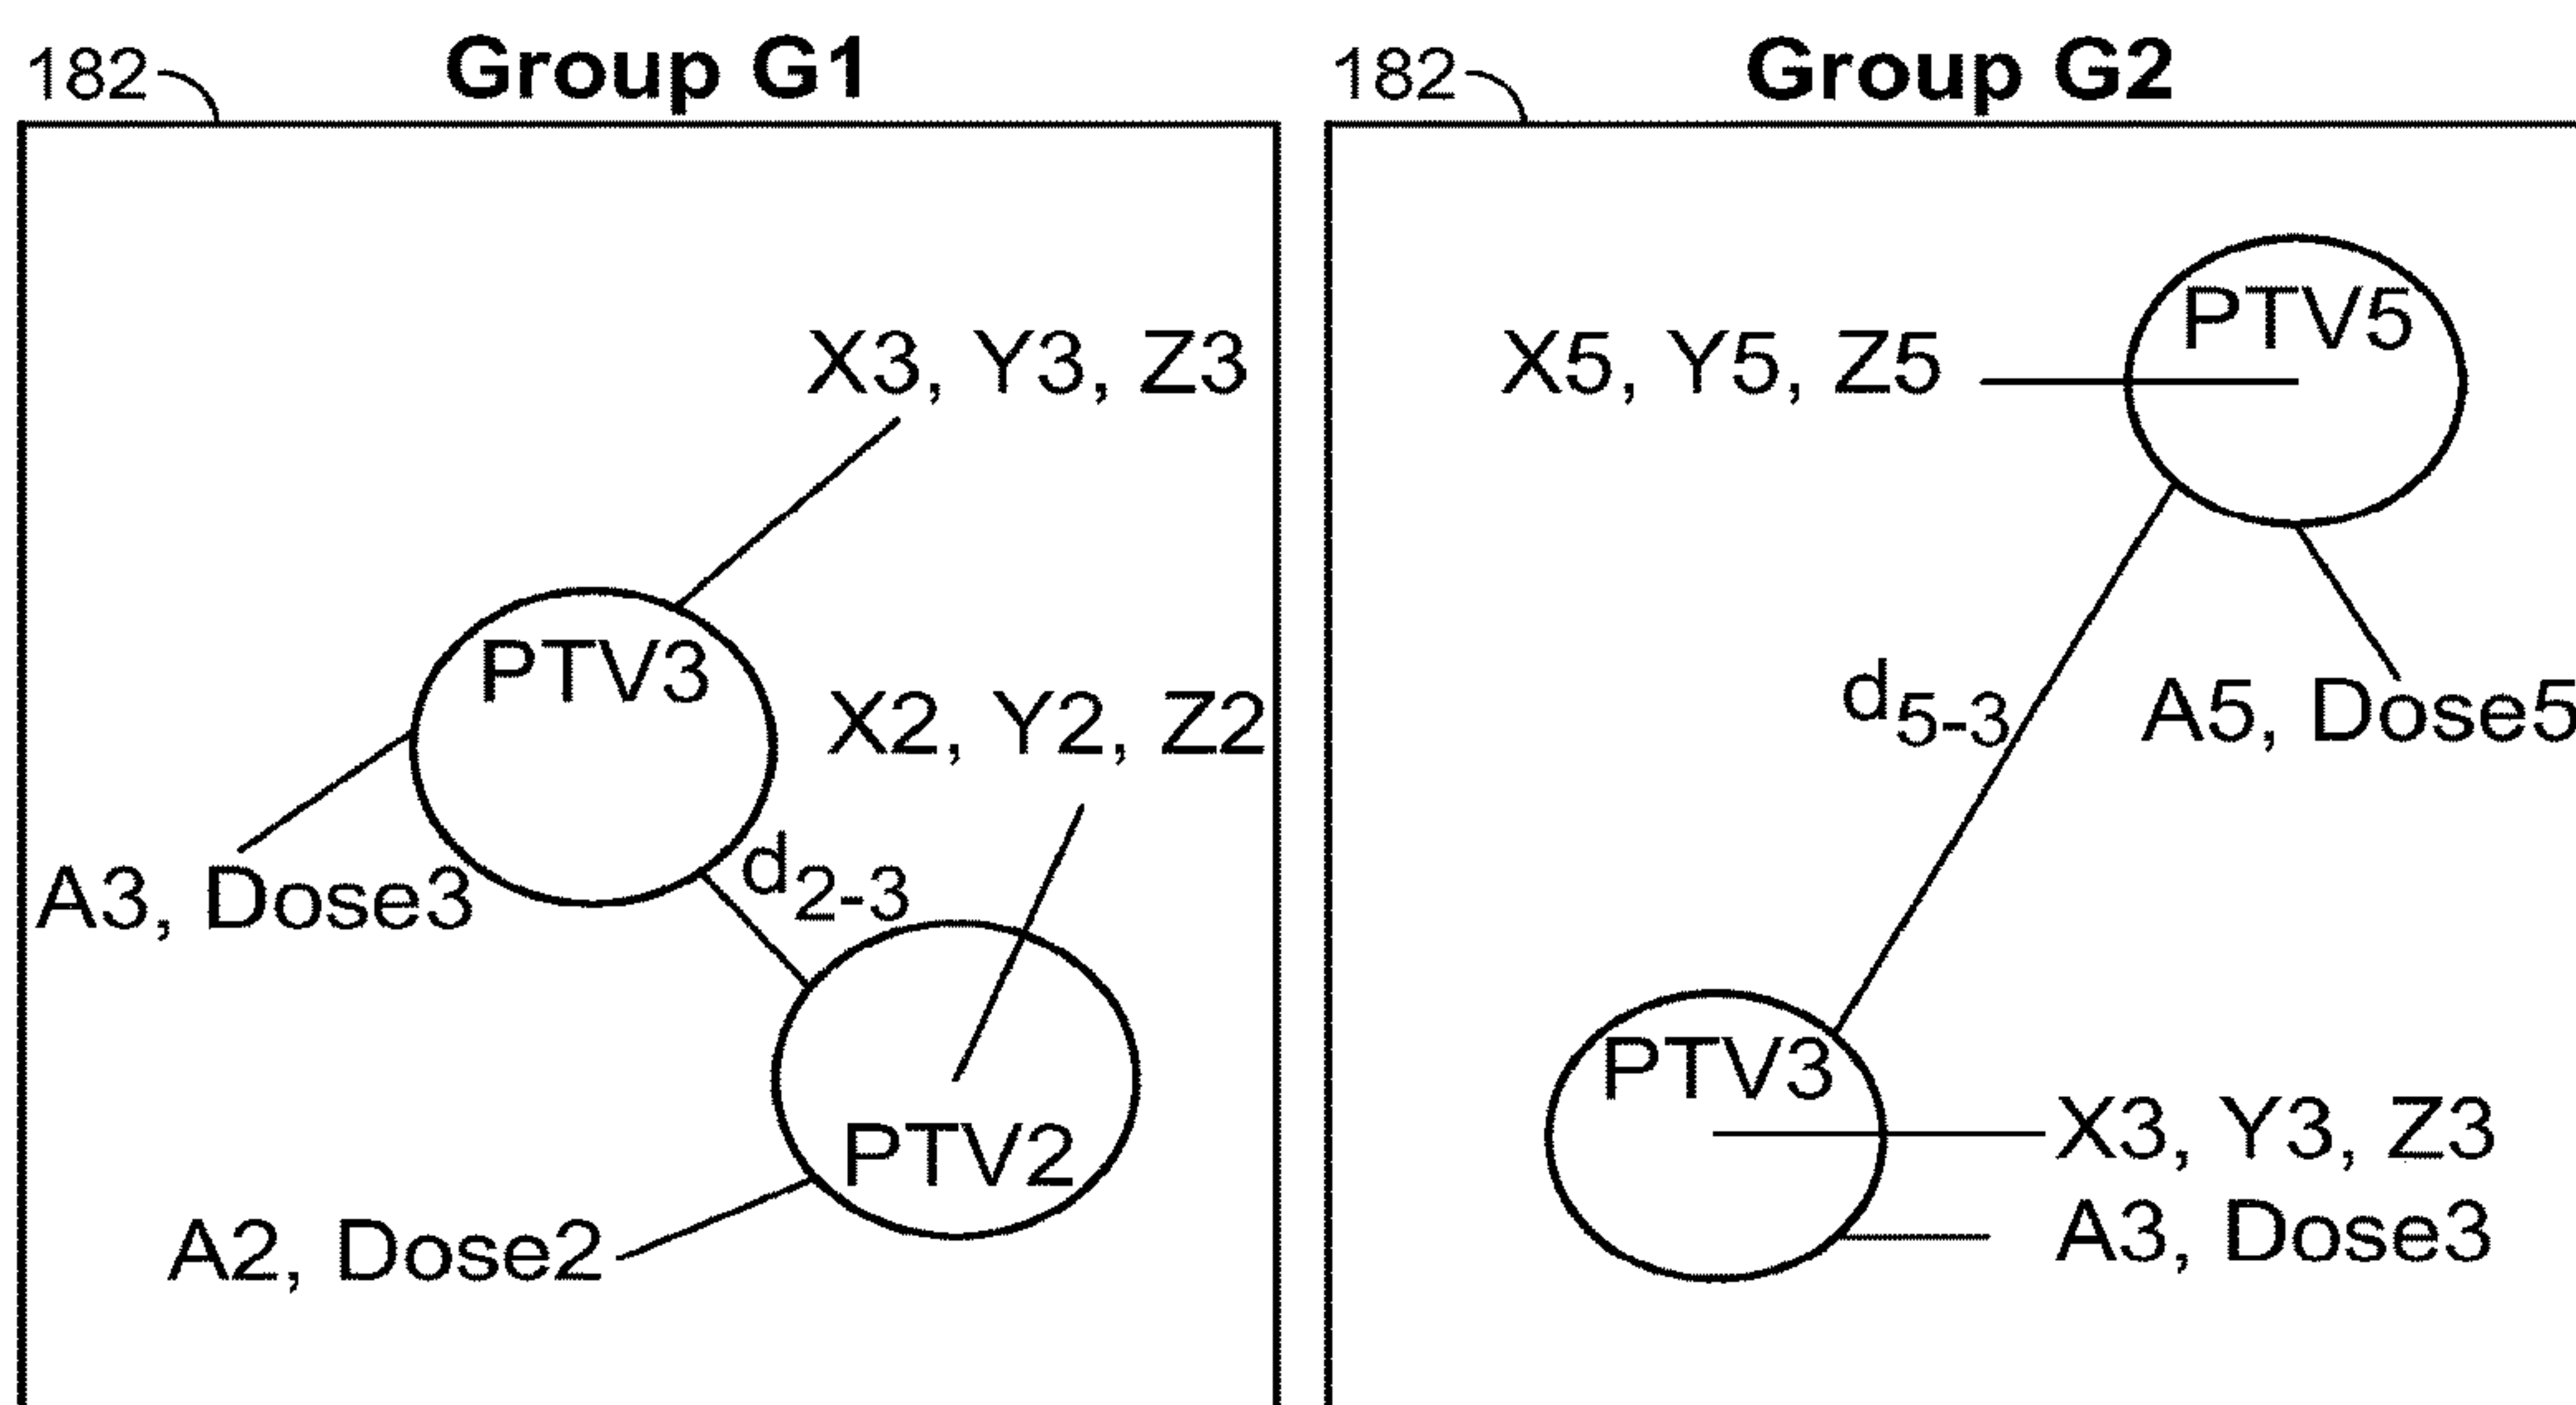 182
Group G1
X3, Y3, Z3
PTV3
X2, Y2, Z2
d2-3
A3, Dose3
PTV2
A2, Dose2
182
Group G2
PTV5
X5, Y5, Z5
d5-3
A5, Dose5
PTV3
X3, Y3, Z3
A3, Dose3